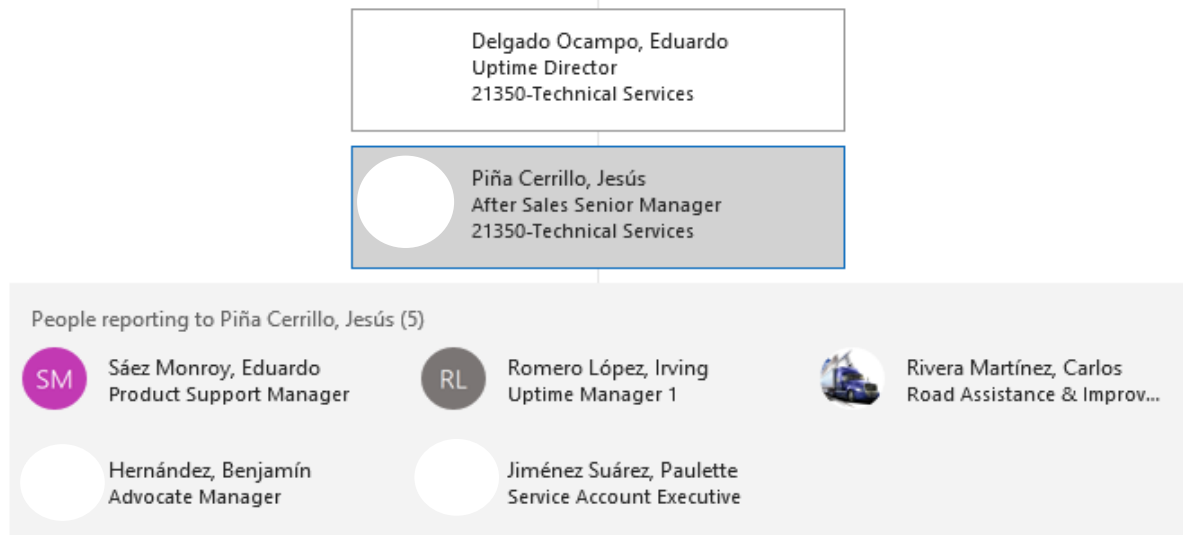 Delgado Ocampo, Eduardo
Uptime Director
21350-Technical Services
Piña Cerrillo, Jesús
After Sales Senior Manager
21350-Technical Services
People reporting to Piña Cerrillo, Jesús (5)
SM
Sáez Monroy, Eduardo
Product Support Manager
RL
Romero López, Irving
Uptime Manager 1
Rivera Martínez, Carlos
Road Assistance & Improv...
Hernández, Benjamín
Advocate Manager
Jiménez Suárez, Paulette
Service Account Executive